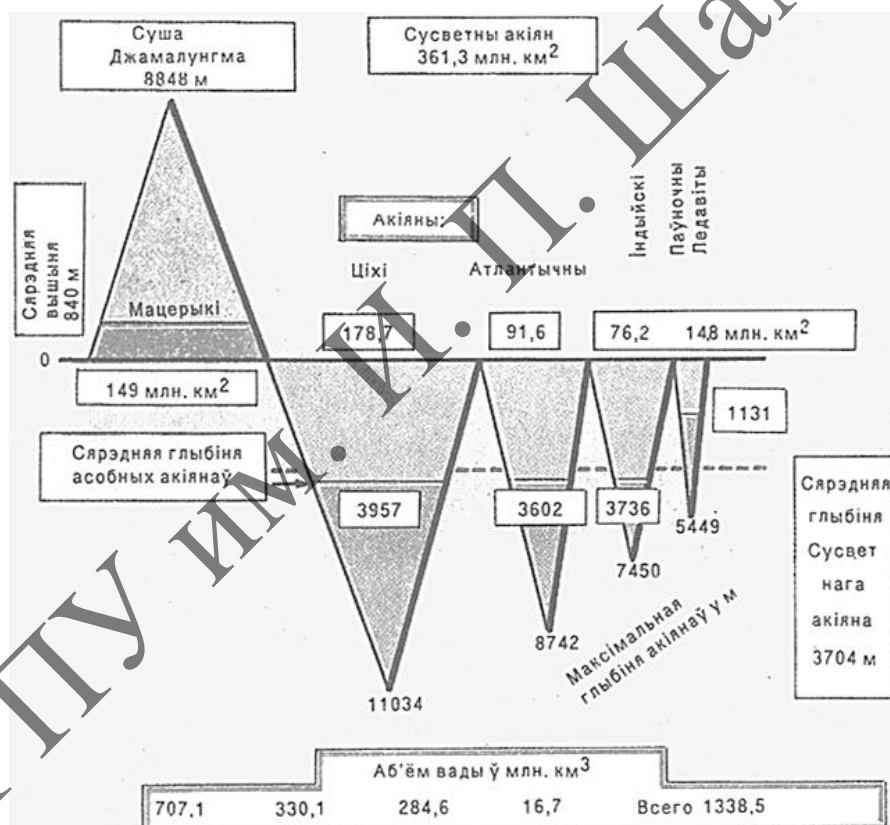 Суша
Джамалунгма
8848 м
Сусветны акіян
361,3 млн. км²
Сярэдняя
вышыня
840 м
Акіяны:
Ціхі
Атлантычны
Індыйскі
Паўночны
Ледавіты
Мацерыкі
178,7
91,6
76,2 14,8 млн. км²
0
149 млн. км²
1131
Сярэдняя глыбіня
асобных акіянаў
3957
3602
3736
5449
7450
8742
11034
Максімальная
глыбіня акіянаў у м
Сярэдняя
глыбіня
Сусвет
нага
акіяна
3704 м
Аб'ём вады ў млн. км³
707,1 330,1 284,6 16,7 Всего 1338,5
ПУ им. И. П. Ша